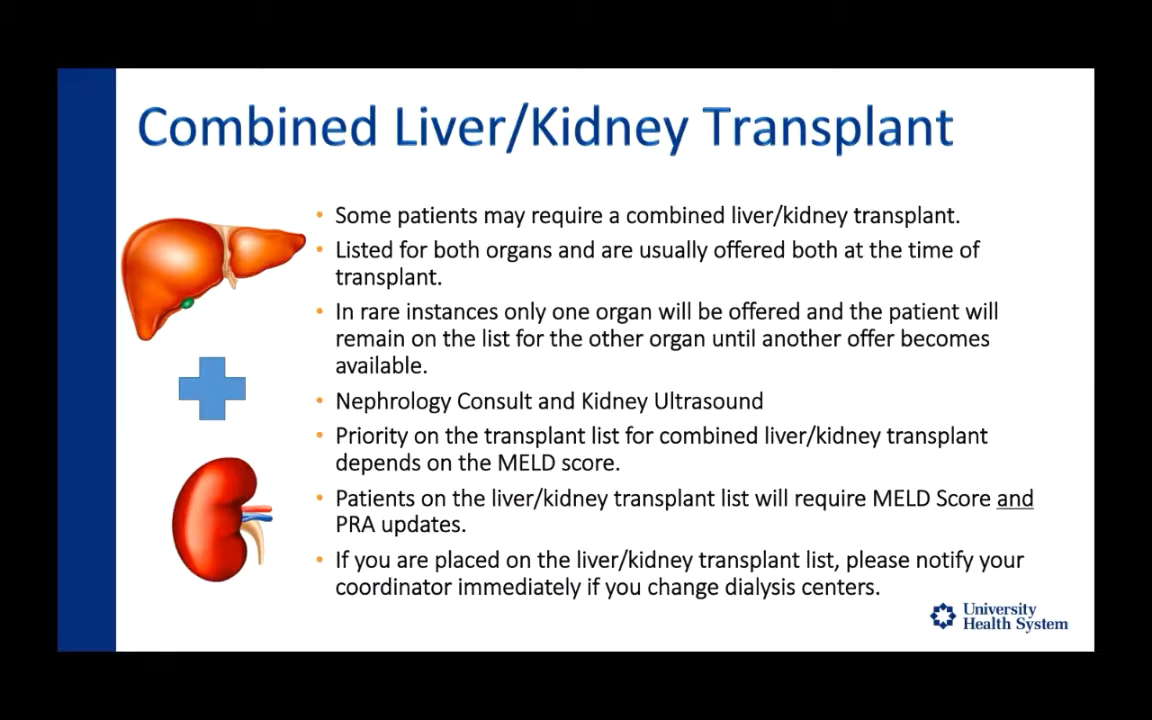 Combined Liver/Kidney Transplant
• Some patients may require a combined liver/kidney transplant.
• Listed for both organs and are usually offered both at the time of
transplant.
• In rare instances only one organ will be offered and the patient will
remain on the list for the other organ until another offer becomes
available.
• Nephrology Consult and Kidney Ultrasound
• Priority on the transplant list for combined liver/kidney transplant
depends on the MELD score.
• Patients on the liver/kidney transplant list will require MELD Score and
PRA updates.
• If you are placed on the liver/kidney transplant list, please notify your
coordinator immediately if you change dialysis centers.
University
Health System